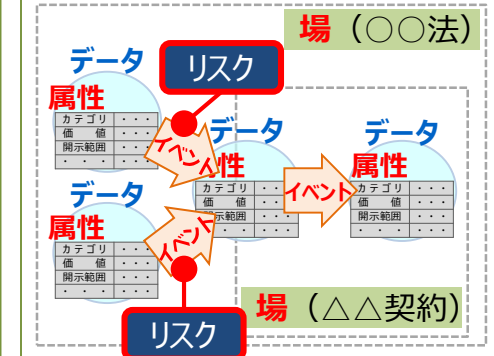 場（○○法）
データ
リスク
属性
カテゴリ ・・・
価　値 ・・・
開示範囲 ・・・
・　・　・ ・・・
イベント
データ
属性
カテゴリ ・・・
価　値 ・・・
開示範囲 ・・・
・　・　・ ・・・
イベント
データ
性
カテゴリ ・・・
価　値 ・・・
示範囲 ・・・
・　・　・ ・・・
イベント
データ
属性
カテゴリ ・・・
価　値 ・・・
開示範囲 ・・・
・　・　・ ・・・
場（△△契約）
リスク